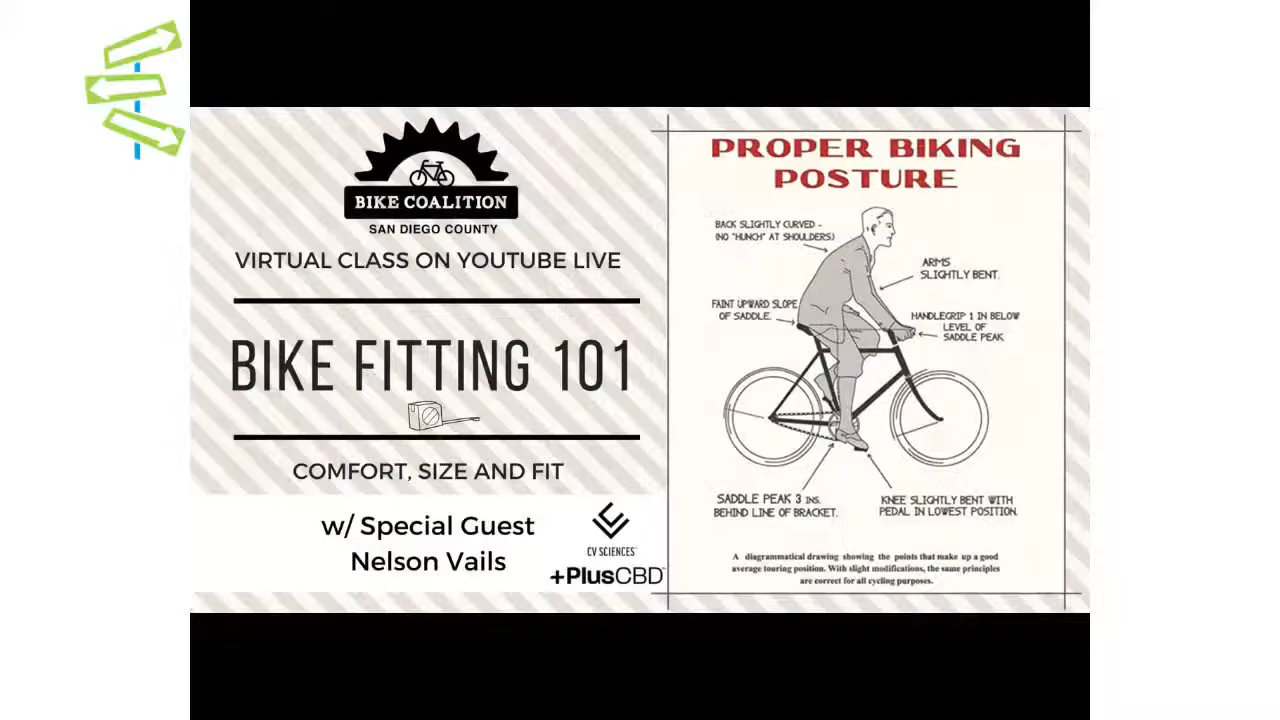 BIKE COALITION
SAN DIEGO COUNTY
VIRTUAL CLASS ON YOUTUBE LIVE
BIKE FITTING 101
COMFORT, SIZE AND FIT
w/ Special Guest
Nelson Vails
CV SCIENCES
+PlusCBD
PROPER BIKING
POSTURE
BACK SLIGHTLY CURVED -
(NO "HUNCH" AT SHOULDERS.)
ARMS
SLIGHTLY BENT.
FAINT UPWARD SLOPE
OF SADDLE.
HANDLEGRIP 1 IN BELOW
LEVEL OF
SADDLE PEAK.
SADDLE PEAK 3 INS.
BEHIND LINE OF BRACKET.
KNEE SLIGHTLY BENT WITH
PEDAL IN LOWEST POSITION.
A diagrammatical drawing showing the points that make up a good
average touring position. With slight modifications, the same principles
are correct for all cycling purposes.